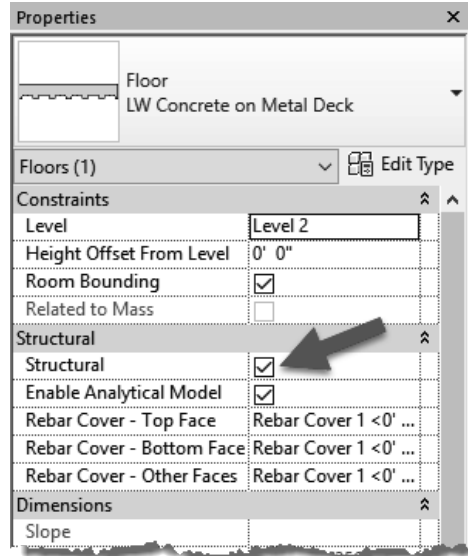 Properties
Floor
LW Concrete on Metal Deck
Floors (1)
Edit Type
Constraints
Level Level 2
Height Offset From Level 0' 0"
Room Bounding
Related to Mass
Structural
Structural
Enable Analytical Model
Rebar Cover - Top Face Rebar Cover 1 <0' ...
Rebar Cover - Bottom Face Rebar Cover 1 <0' ...
Rebar Cover - Other Faces Rebar Cover 1 <0' ...
Dimensions
Slope